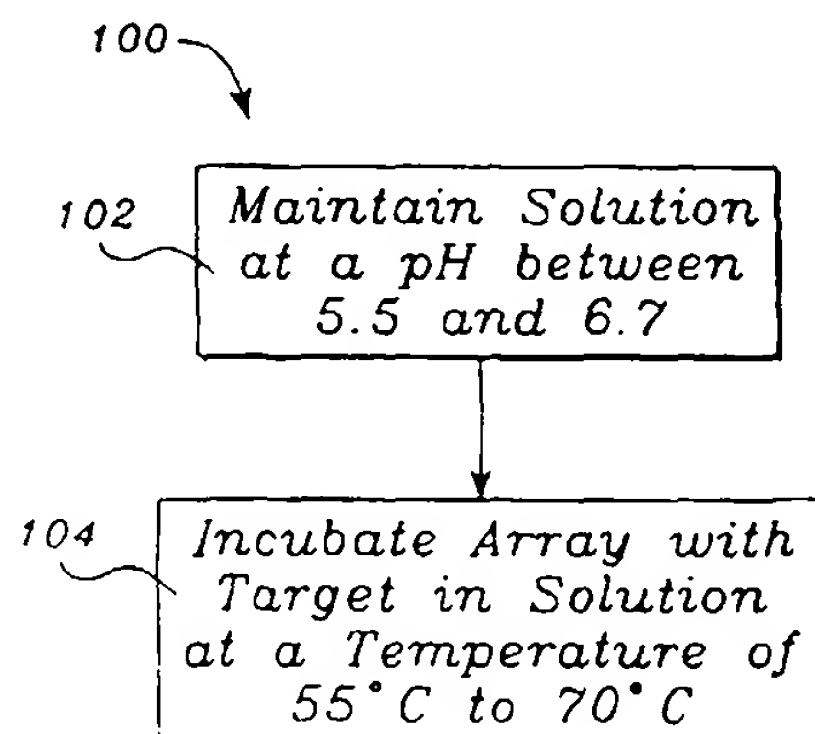 100
102
Maintain Solution
at a pH between
5.5 and 6.7
104
Incubate Array with
Target in Solution
at a Temperature of
55°C to 70°C